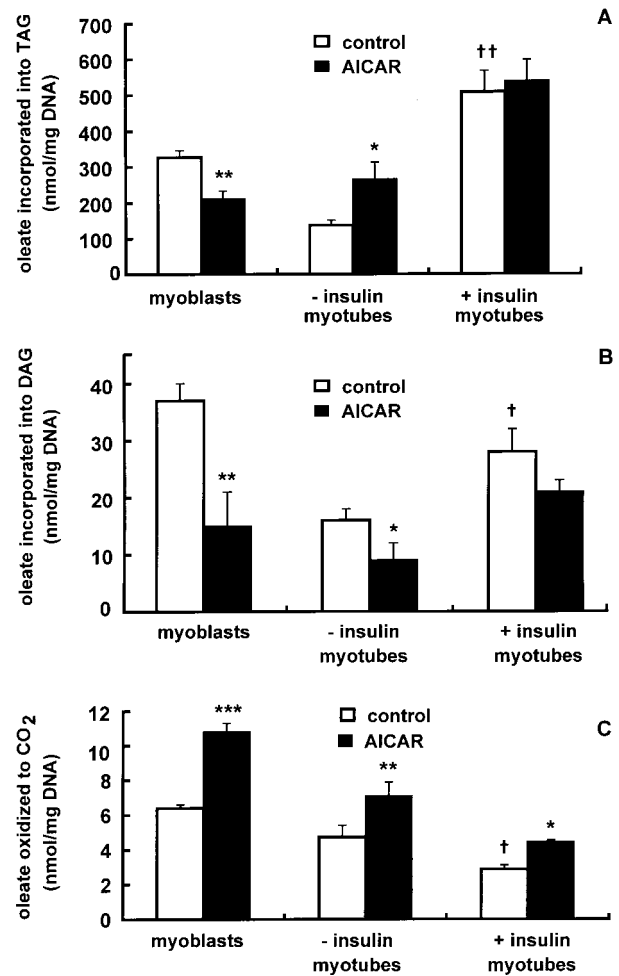 A
oleate incorporated into TAG
(nmol/mg DNA)
700
600
500
400
300
200
100
0
control
AICAR
**
*
††
myoblasts
- insulin
myotubes
+ insulin
myotubes
B
oleate incorporated into DAG
(nmol/mg DNA)
40
30
20
10
0
control
AICAR
**
*
†
myoblasts
- insulin
myotubes
+ insulin
myotubes
C
oleate oxidized to CO2
(nmol/mg DNA)
12
10
8
6
4
2
0
control
AICAR
***
**
†
*
myoblasts
- insulin
myotubes
+ insulin
myotubes